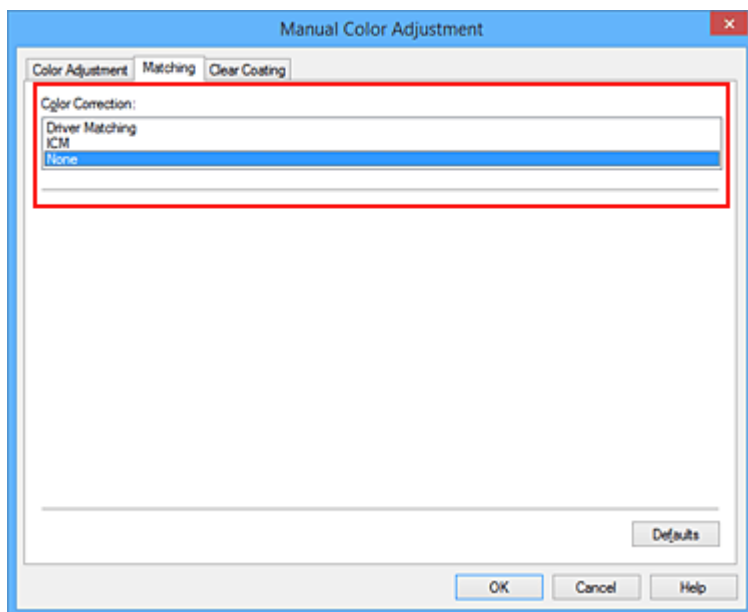 Manual Color Adjustment
Color Adjustment Matching Clear Coating
Color Correction:
Driver Matching
ICM
None
Defaults
OK Cancel Help